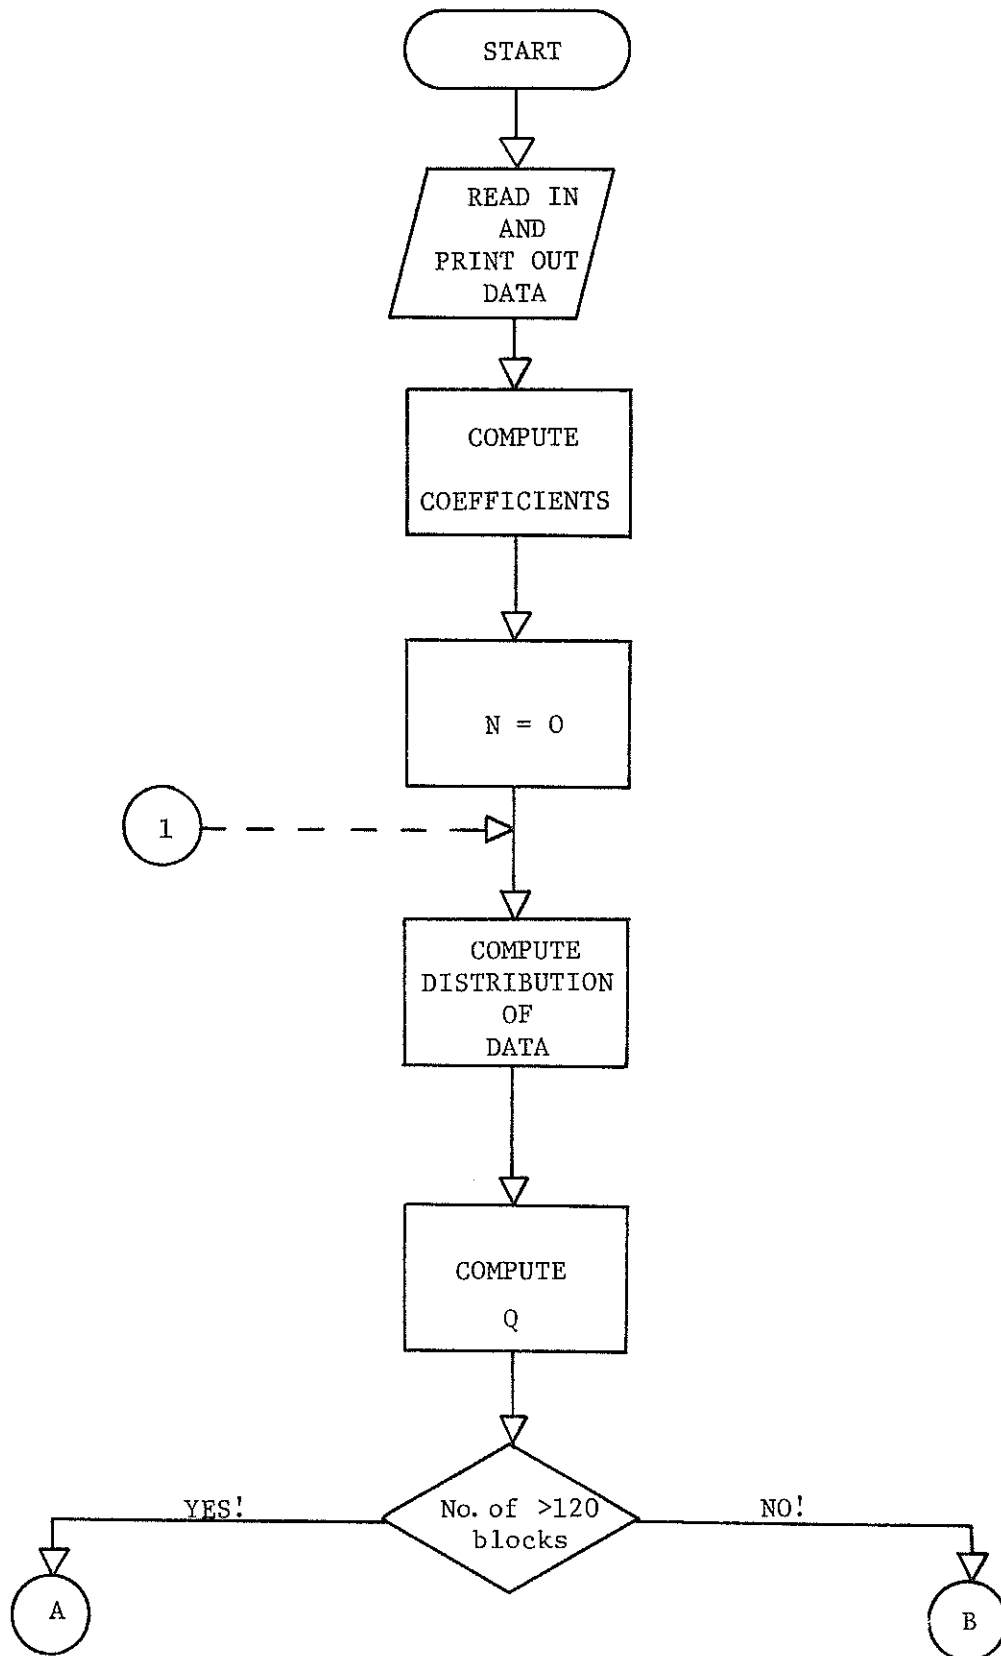 START
READ IN
AND
PRINT OUT
DATA
COMPUTE
COEFFICIENTS
N = O
1
COMPUTE
DISTRIBUTION
OF
DATA
COMPUTE
Q
YES!
No. of >120
blocks
NO!
A
B